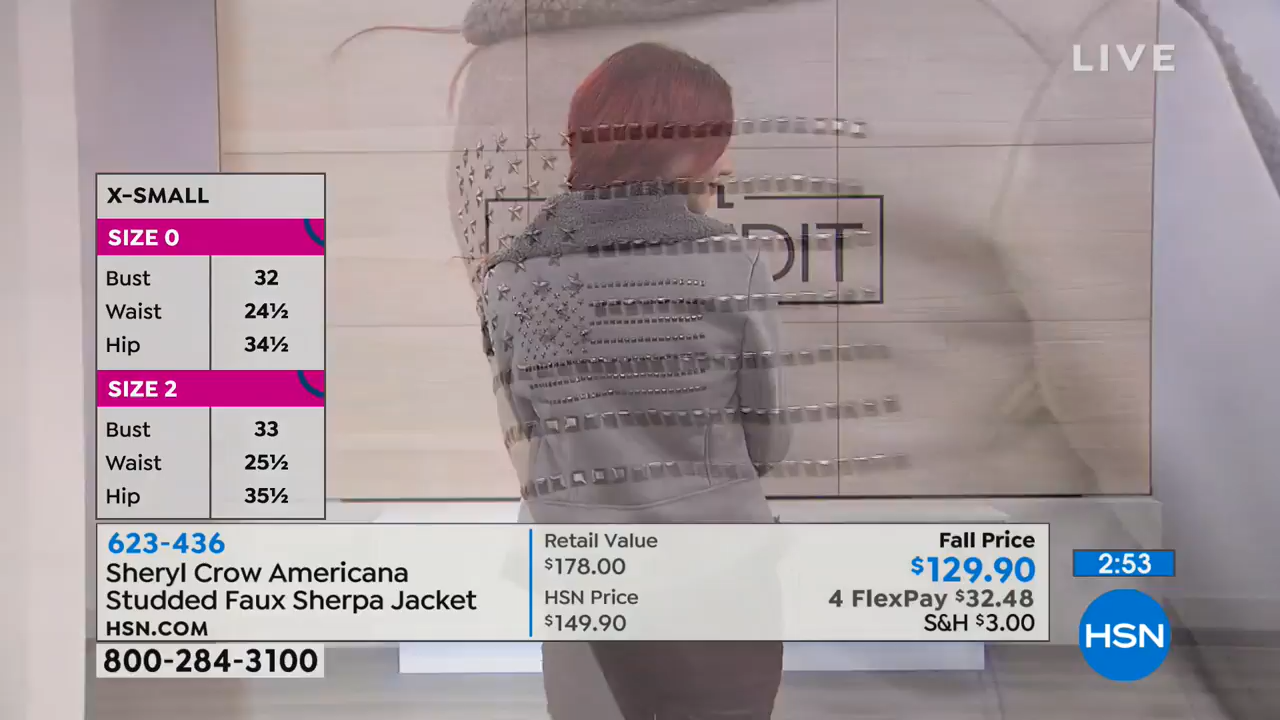 LIVE
X-SMALL
SIZE 0
Bust 32
Waist 24½
Hip 34½
SIZE 2
Bust 33
Waist 25½
Hip 35½
DIT
623-436
Sheryl Crow Americana
Studded Faux Sherpa Jacket
HSN.COM
800-284-3100
Retail Value
$178.00
HSN Price
$149.90
Fall Price
$129.90
4 FlexPay $32.48
S&H $3.00
2:53
HSN